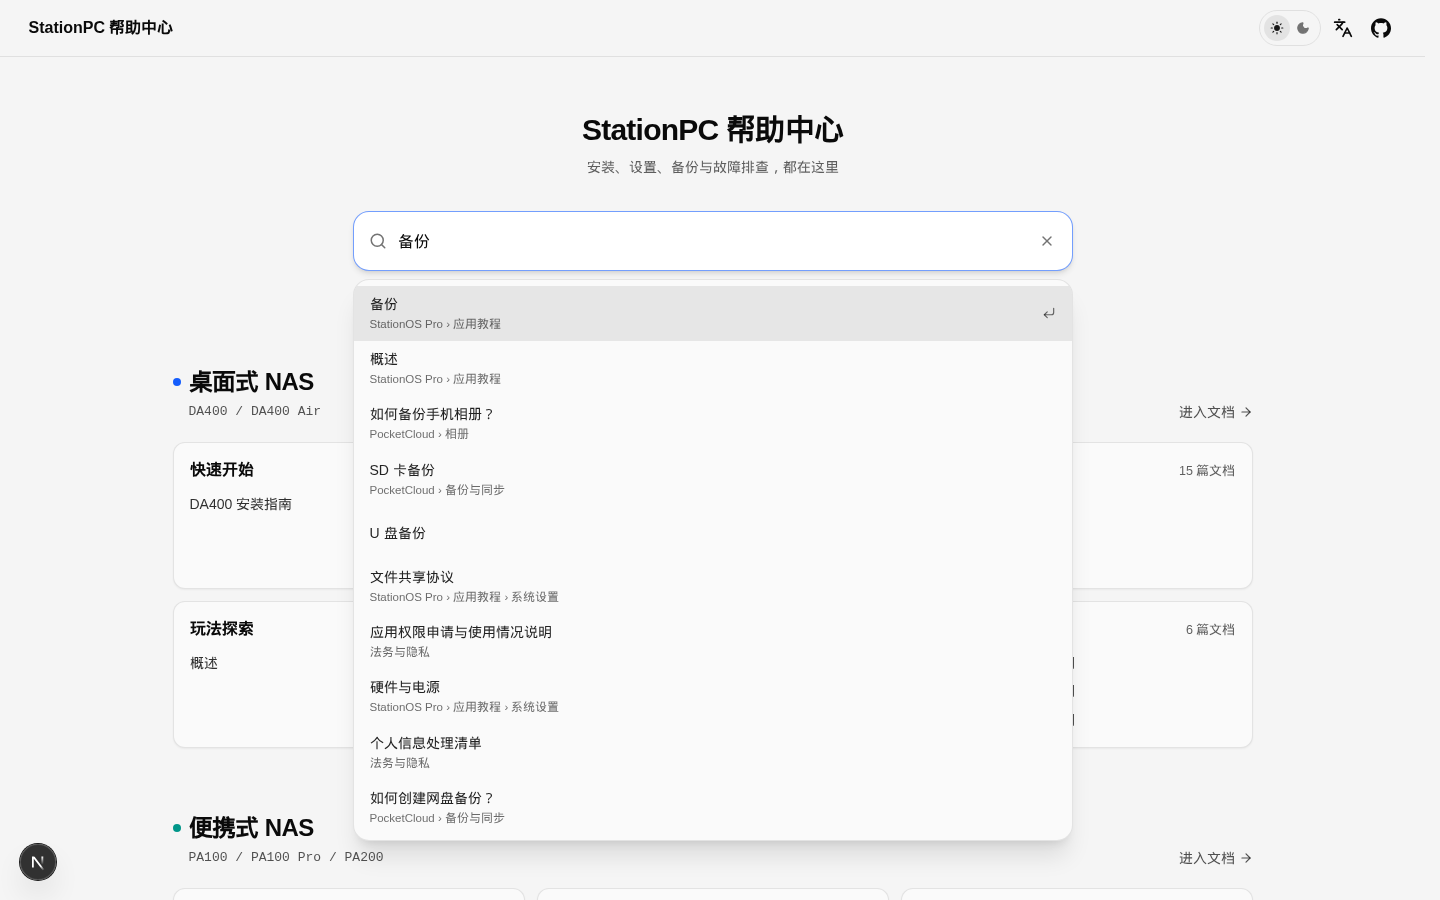 StationPC 帮助中心
StationPC 帮助中心
安装、设置、备份与故障排查，都在这里
备份
备份
StationOS Pro › 应用教程
概述
StationOS Pro › 应用教程
如何备份手机相册？
PocketCloud › 相册
SD 卡备份
PocketCloud › 备份与同步
U 盘备份
文件共享协议
StationOS Pro › 应用教程 › 系统设置
应用权限申请与使用情况说明
法务与隐私
硬件与电源
StationOS Pro › 应用教程 › 系统设置
个人信息处理清单
法务与隐私
如何创建网盘备份？
PocketCloud › 备份与同步
桌面式 NAS
DA400 / DA400 Air
进入文档
快速开始
DA400 安装指南
15 篇文档
玩法探索
概述
6 篇文档
便携式 NAS
PA100 / PA100 Pro / PA200
进入文档